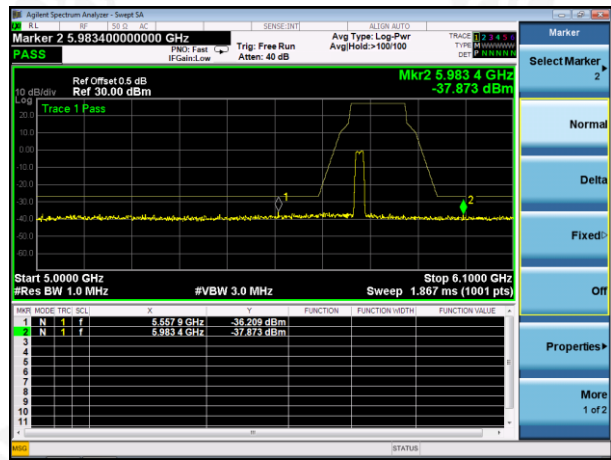 Agilent Spectrum Analyzer - Swept SA
RL RF 50 Ω AC SENSE:INT ALIGN AUTO
Marker 2 5.983400000000 GHz
Avg Type: Log-Pwr
TRACE 1 2 3 4 5 6
PASS
PNO: Fast
Trig: Free Run
Avg|Hold:>100/100
TYPE M W W W W W
IFGain:Low
Atten: 40 dB
DET P N N N N N
Ref Offset 0.5 dB
Mkr2 5.983 4 GHz
10 dB/div Ref 30.00 dBm
-37.873 dBm
Log
Trace 1 Pass
20.0
10.0
0.00
-10.0
-20.0
-30.0
1
2
-40.0
-50.0
-60.0
Start 5.0000 GHz
Stop 6.1000 GHz
#Res BW 1.0 MHz
#VBW 3.0 MHz
Sweep 1.867 ms (1001 pts)
MKR MODE TRC SCL X Y FUNCTION FUNCTION WIDTH FUNCTION VALUE
1 N 1 f 5.557 9 GHz -36.209 dBm
2 N 1 f 5.983 4 GHz -37.873 dBm
3
4
5
6
7
8
9
10
11
MSG
STATUS
Marker
Select Marker
2
Normal
Delta
Fixed
Off
Properties
More
1 of 2